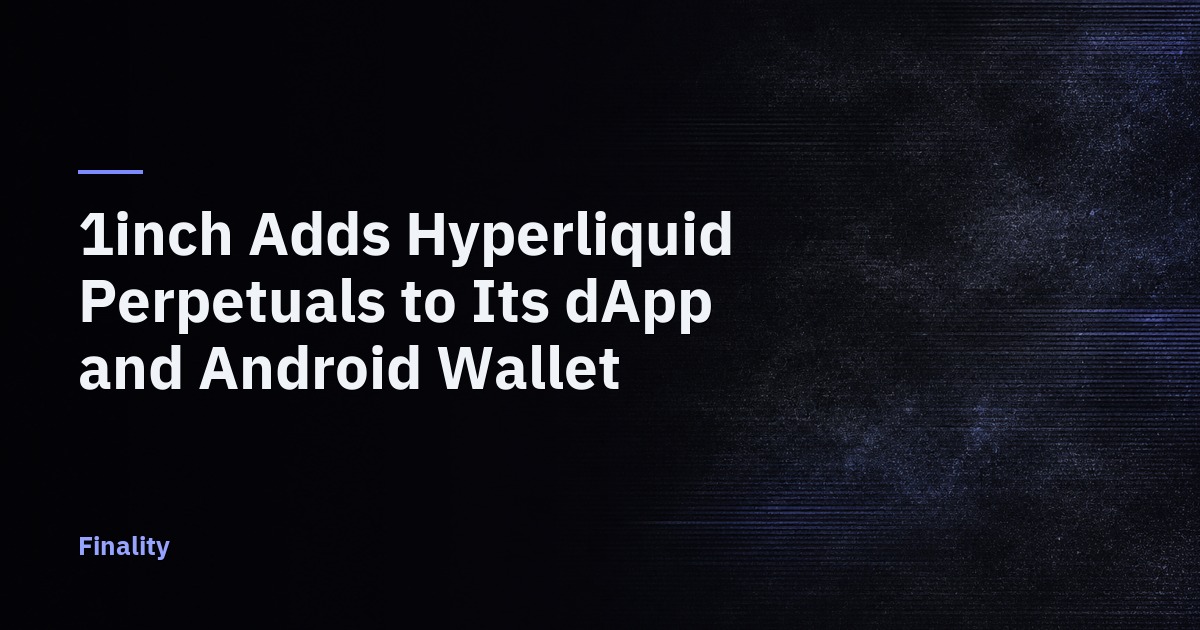 1inch Adds Hyperliquid
Perpetuals to Its dApp
and Android Wallet
Finality